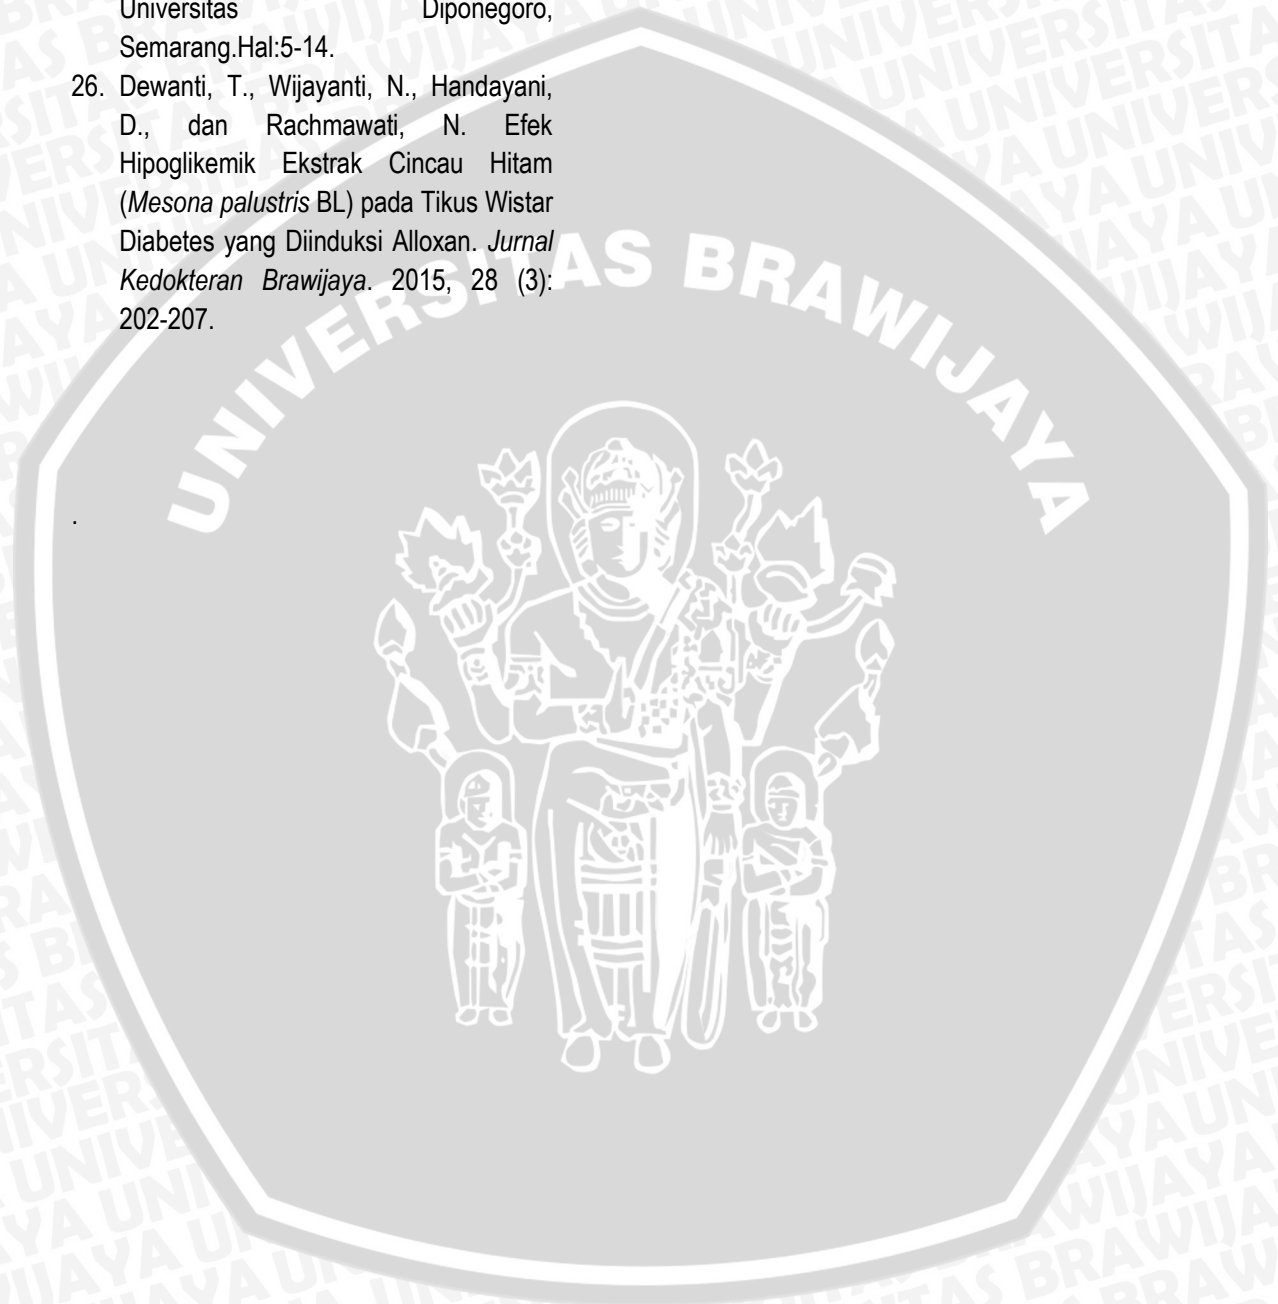 Universitas Diponegoro,
Semarang.Hal:5-14.
26. Dewanti, T., Wijayanti, N., Handayani,
D., dan Rachmawati, N. Efek
Hipoglikemik Ekstrak Cincau Hitam
(Mesona palustris BL) pada Tikus Wistar
Diabetes yang Diinduksi Alloxan. Jurnal
Kedokteran Brawijaya. 2015, 28 (3):
202-207.
.
UNIVERSITAS BRAWIJAYA